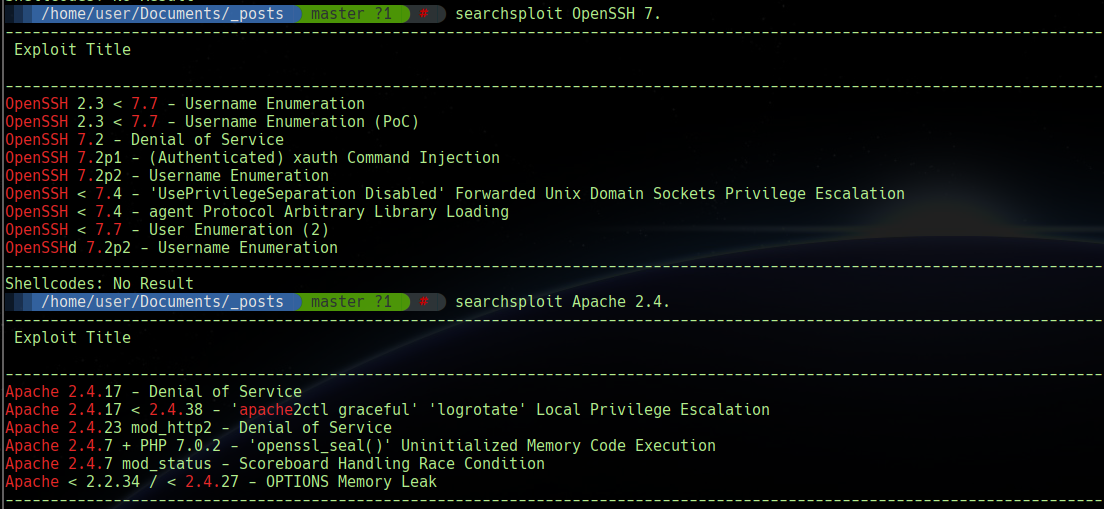 Shellcodes: No Result
/home/user/Documents/_posts master ?1 # searchsploit OpenSSH 7.
--------------------------------------------------------------------------------------------------------------------------
Exploit Title
--------------------------------------------------------------------------------------------------------------------------
OpenSSH 2.3 < 7.7 - Username Enumeration
OpenSSH 2.3 < 7.7 - Username Enumeration (PoC)
OpenSSH 7.2 - Denial of Service
OpenSSH 7.2p1 - (Authenticated) xauth Command Injection
OpenSSH 7.2p2 - Username Enumeration
OpenSSH < 7.4 - 'UsePrivilegeSeparation Disabled' Forwarded Unix Domain Sockets Privilege Escalation
OpenSSH < 7.4 - agent Protocol Arbitrary Library Loading
OpenSSH < 7.7 - User Enumeration (2)
OpenSSHd 7.2p2 - Username Enumeration
--------------------------------------------------------------------------------------------------------------------------
Shellcodes: No Result
/home/user/Documents/_posts master ?1 # searchsploit Apache 2.4.
--------------------------------------------------------------------------------------------------------------------------
Exploit Title
--------------------------------------------------------------------------------------------------------------------------
Apache 2.4.17 - Denial of Service
Apache 2.4.17 < 2.4.38 - 'apache2ctl graceful' 'logrotate' Local Privilege Escalation
Apache 2.4.23 mod_http2 - Denial of Service
Apache 2.4.7 + PHP 7.0.2 - 'openssl_seal()' Uninitialized Memory Code Execution
Apache 2.4.7 mod_status - Scoreboard Handling Race Condition
Apache < 2.2.34 / < 2.4.27 - OPTIONS Memory Leak
--------------------------------------------------------------------------------------------------------------------------